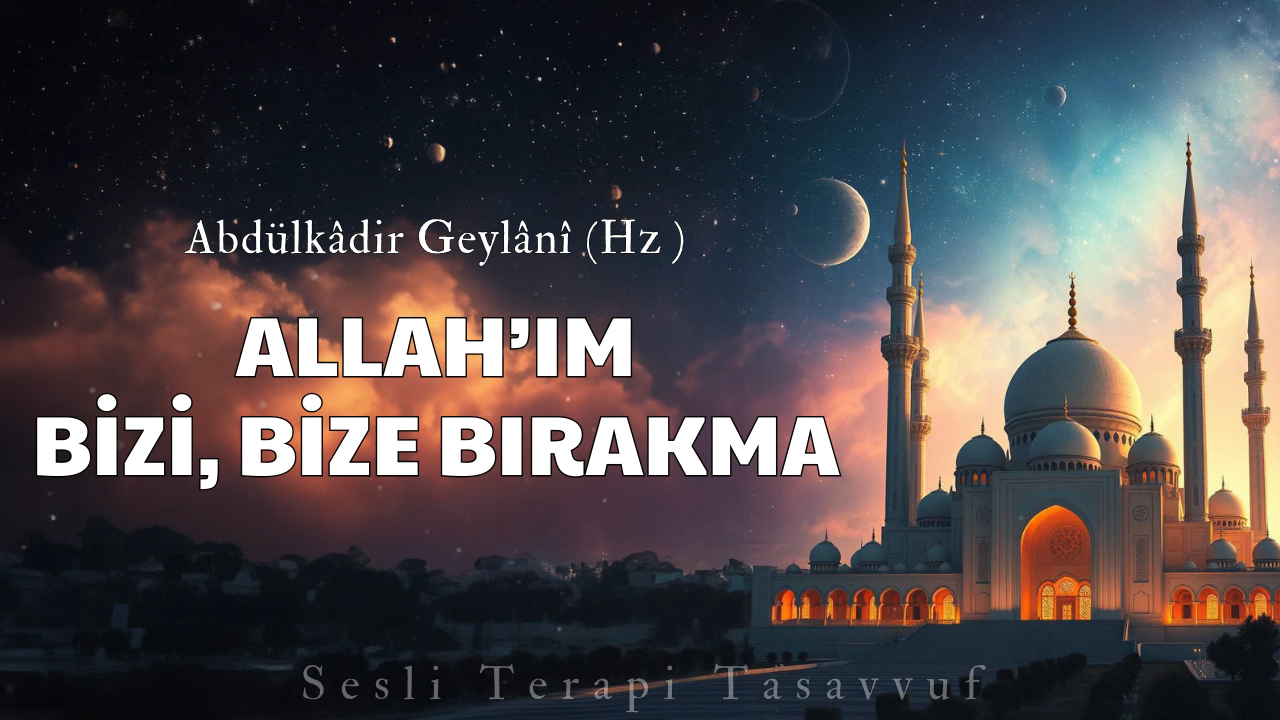 Abdülkâdir Geylânî (Hz )
ALLAH’IM
BİZİ, BİZE BIRAKMA
Sesli Terapi Tasavvuf